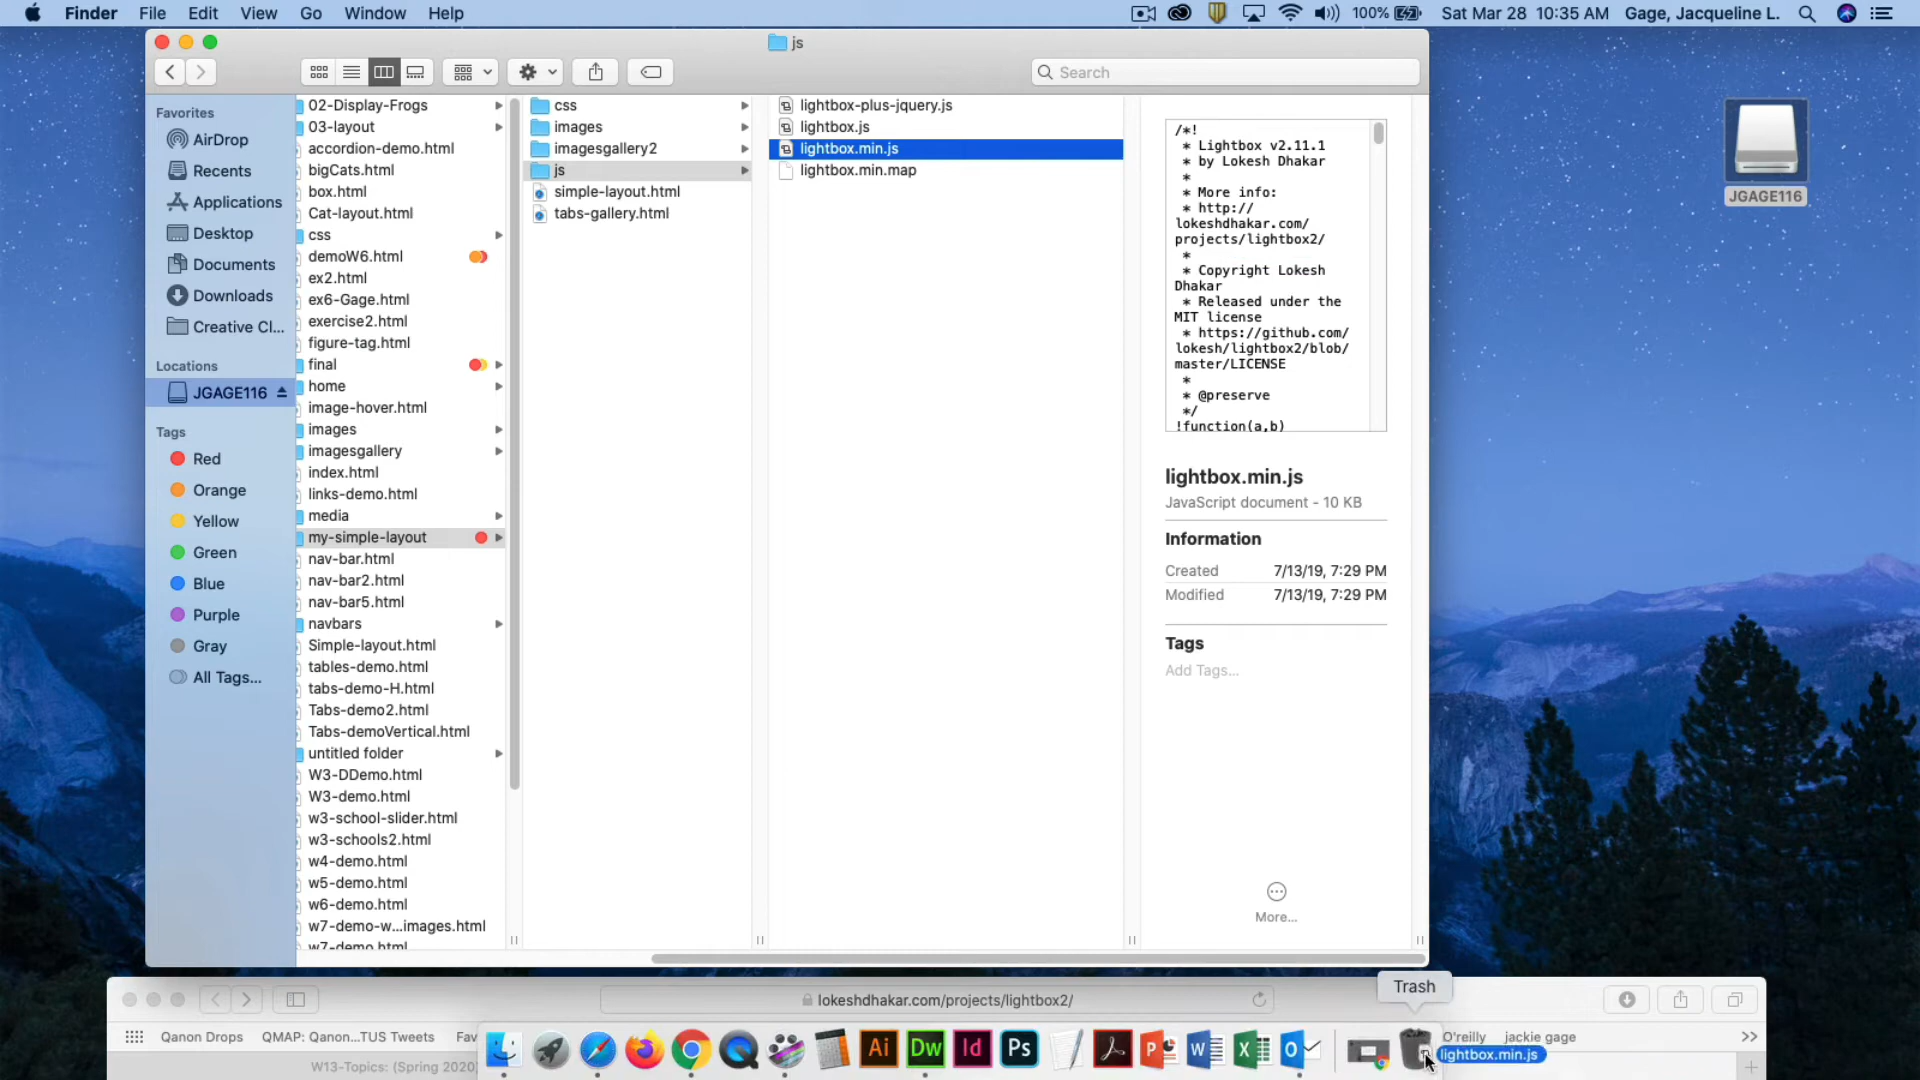 Finder File Edit View Go Window Help
100% Sat Mar 28 10:35 AM Gage, Jacqueline L.
js
Search
Favorites
AirDrop
Recents
Applications
Desktop
Documents
Downloads
Creative Cl...
Locations
JGAGE116
Tags
Red
Orange
Yellow
Green
Blue
Purple
Gray
All Tags...
02-Display-Frogs
03-layout
accordion-demo.html
bigCats.html
box.html
Cat-layout.html
css
demoW6.html
ex2.html
ex6-Gage.html
exercise2.html
figure-tag.html
final
home
image-hover.html
images
imagesgallery
index.html
links-demo.html
media
my-simple-layout
nav-bar.html
nav-bar2.html
nav-bar5.html
navbars
Simple-layout.html
tables-demo.html
tabs-demo-H.html
Tabs-demo2.html
Tabs-demoVertical.html
untitled folder
W3-DDemo.html
W3-demo.html
w3-school-slider.html
w3-schools2.html
w4-demo.html
w5-demo.html
w6-demo.html
w7-demo-w...images.html
w7-demo.html
css
images
imagesgallery2
js
simple-layout.html
tabs-gallery.html
lightbox-plus-jquery.js
lightbox.js
lightbox.min.js
lightbox.min.map
/*!
* Lightbox v2.11.1
* by Lokesh Dhakar
*
* More info:
* http://
lokeshdhakar.com/
projects/lightbox2/
*
* Copyright Lokesh
Dhakar
* Released under the
MIT license
* https://github.com/
lokesh/lightbox2/blob/
master/LICENSE
*
* @preserve
*/
!function(a,b)
lightbox.min.js
JavaScript document - 10 KB
Information
Created 7/13/19, 7:29 PM
Modified 7/13/19, 7:29 PM
Tags
Add Tags...
More...
JGAGE116
Trash
lokeshdhakar.com/projects/lightbox2/
Qanon Drops QMAP: Qanon...TUS Tweets Fav O'reilly jackie gage
W13-Topics: (Spring 2020)
Ai Dw Id Ps
lightbox.min.js